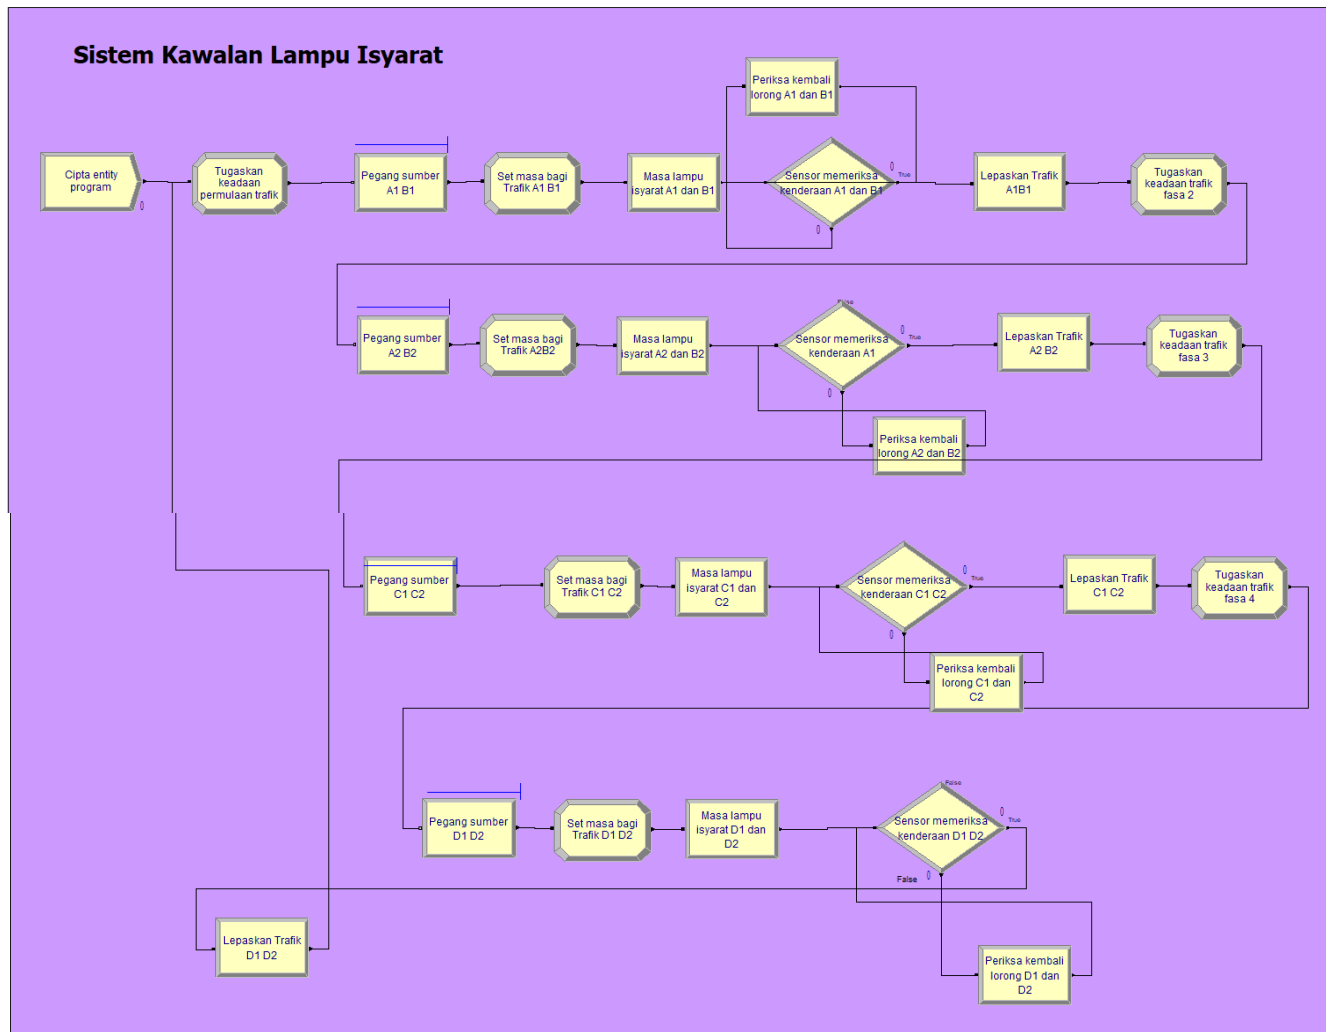 Sistem Kawalan Lampu Isyarat
Periksa kembali
lorong A1 dan B1
Cipta entity
program
0
Tugaskan
keadaan
permulaan trafik
Pegang sumber
A1 B1
Set masa bagi
Trafik A1 B1
Masa lampu
isyarat A1 dan B1
Sensor memeriksa
kenderaan A1 dan B1
0
True
0
Lepaskan Trafik
A1B1
Tugaskan
keadaan trafik
fasa 2
Pegang sumber
A2 B2
Set masa bagi
Trafik A2B2
Masa lampu
isyarat A2 dan B2
False
Sensor memeriksa
kenderaan A1
0
True
0
Lepaskan Trafik
A2 B2
Tugaskan
keadaan trafik
fasa 3
Periksa kembali
lorong A2 dan B2
Pegang sumber
C1 C2
Set masa bagi
Trafik C1 C2
Masa lampu
isyarat C1 dan
C2
Sensor memeriksa
kenderaan C1 C2
0
True
0
Lepaskan Trafik
C1 C2
Tugaskan
keadaan trafik
fasa 4
Periksa kembali
lorong C1 dan
C2
Pegang sumber
D1 D2
Set masa bagi
Trafik D1 D2
Masa lampu
isyarat D1 dan
D2
False
Sensor memeriksa
kenderaan D1 D2
0
True
False
0
Lepaskan Trafik
D1 D2
Periksa kembali
lorong D1 dan
D2